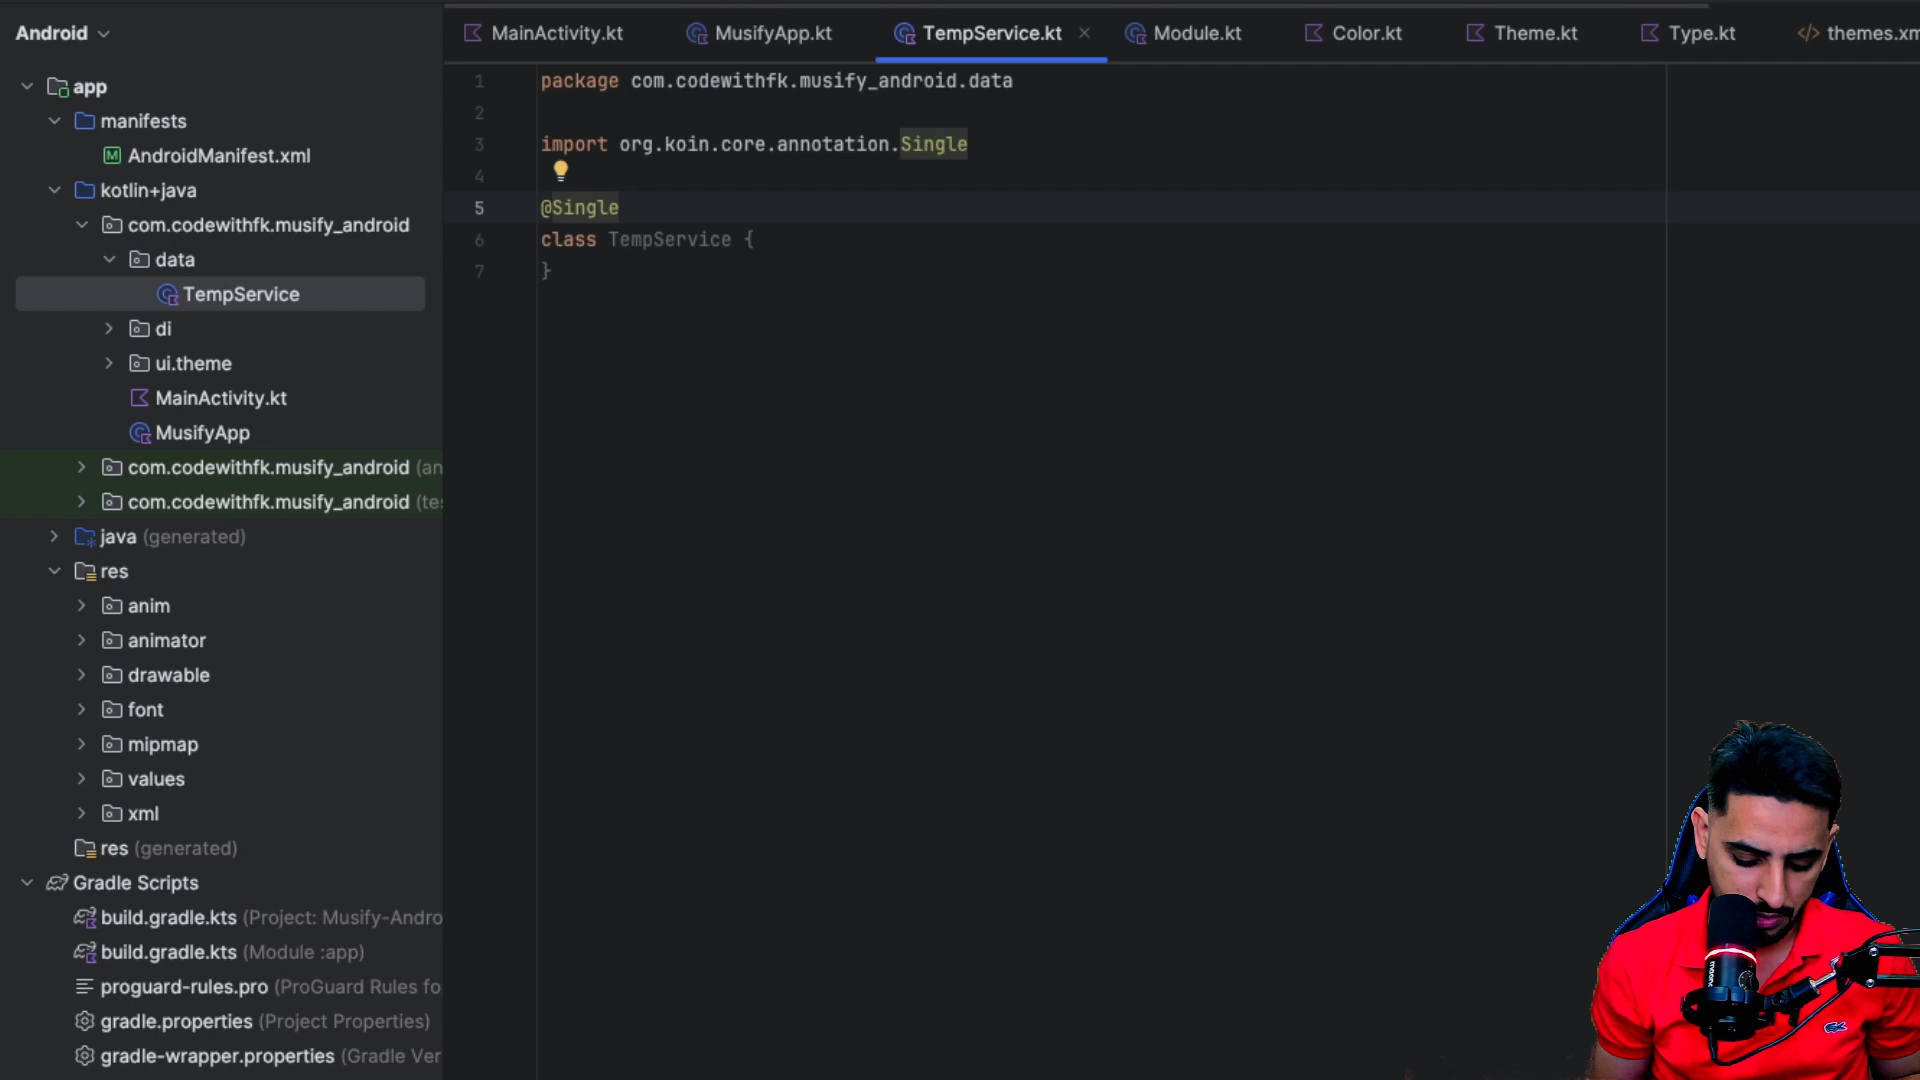 Android
MainActivity.kt
MusifyApp.kt
TempService.kt
Module.kt
Color.kt
Theme.kt
Type.kt
themes.xm
app
manifests
AndroidManifest.xml
kotlin+java
com.codewithfk.musify_android
data
TempService
di
ui.theme
MainActivity.kt
MusifyApp
com.codewithfk.musify_android (an
com.codewithfk.musify_android (tes
java (generated)
res
anim
animator
drawable
font
mipmap
values
xml
res (generated)
Gradle Scripts
build.gradle.kts (Project: Musify-Andro
build.gradle.kts (Module :app)
proguard-rules.pro (ProGuard Rules fo
gradle.properties (Project Properties)
gradle-wrapper.properties (Gradle Ver
1 package com.codewithfk.musify_android.data
2
3 import org.koin.core.annotation.Single
4
5 @Single
6 class TempService {
7 }